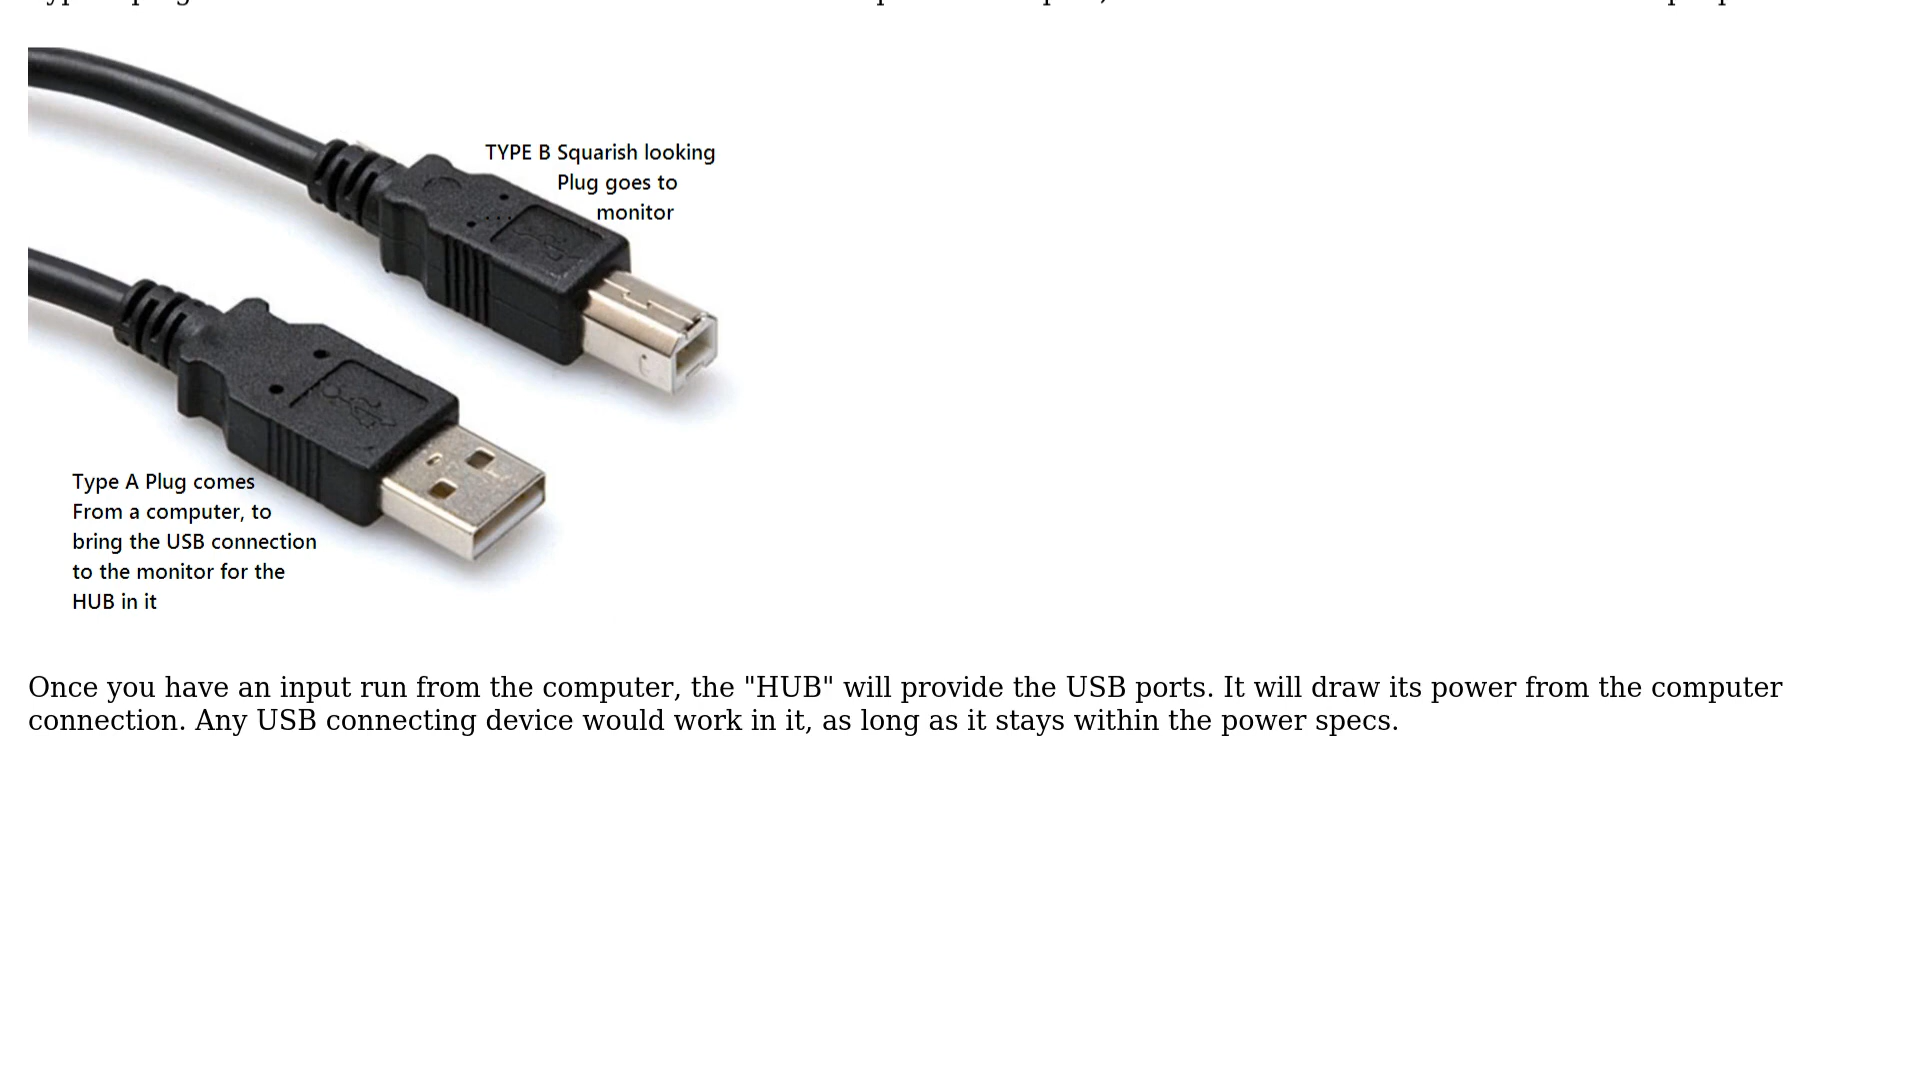 TYPE B Squarish looking
Plug goes to
monitor
Type A Plug comes
From a computer, to
bring the USB connection
to the monitor for the
HUB in it
Once you have an input run from the computer, the "HUB" will provide the USB ports. It will draw its power from the computer
connection. Any USB connecting device would work in it, as long as it stays within the power specs.